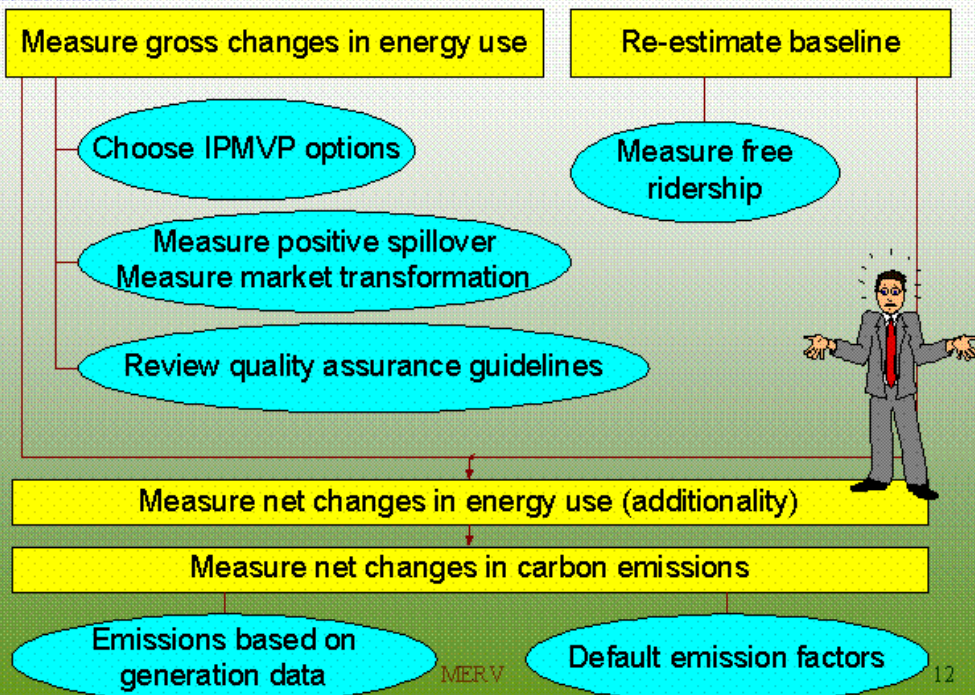 Measure gross changes in energy use
Re-estimate baseline
Choose IPMVP options
Measure free
ridership
Measure positive spillover
Measure market transformation
Review quality assurance guidelines
Measure net changes in energy use (additionality)
Measure net changes in carbon emissions
Emissions based on
generation data
Default emission factors
MERV
12